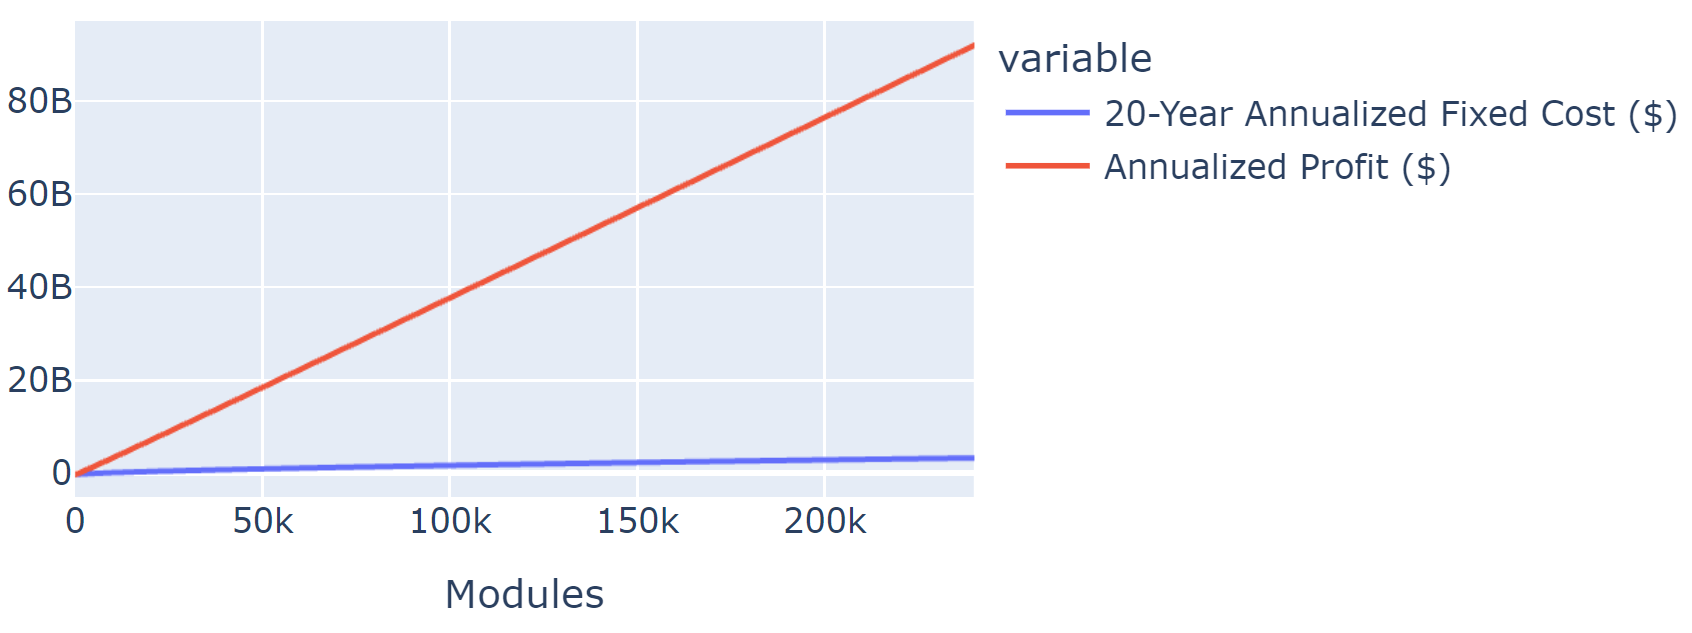 80B
60B
40B
20B
0
0 50k 100k 150k 200k
Modules
variable
20-Year Annualized Fixed Cost ($)
Annualized Profit ($)